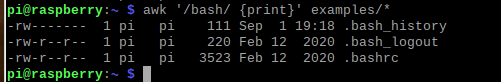 pi@raspberry:~ $ awk '/bash/ {print}' examples/*
-rw-------  1 pi   pi     111 Sep  1 19:18 .bash_history
-rw-r--r--  1 pi   pi     220 Feb 12  2020 .bash_logout
-rw-r--r--  1 pi   pi    3523 Feb 12  2020 .bashrc
pi@raspberry:~ $